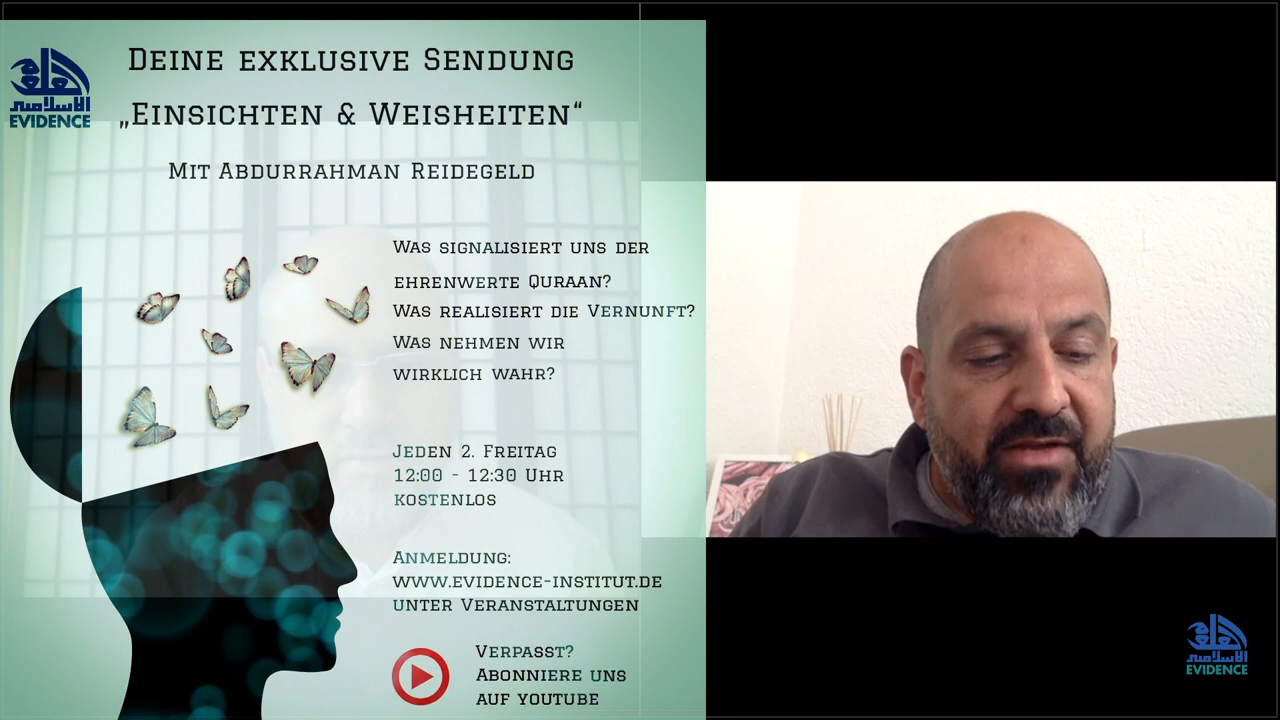 Deine exklusive Sendung
„Einsichten & Weisheiten“
Mit Abdurrahman Reidegeld
EVIDENCE
Was signalisiert uns der
ehrenwerte Quraan?
Was realisiert die Vernunft?
Was nehmen wir
wirklich wahr?
Jeden 2. Freitag
12:00 - 12:30 Uhr
kostenlos
Anmeldung:
www.evidence-institut.de
unter Veranstaltungen
Verpasst?
Abonniere uns
auf youtube
EVIDENCE